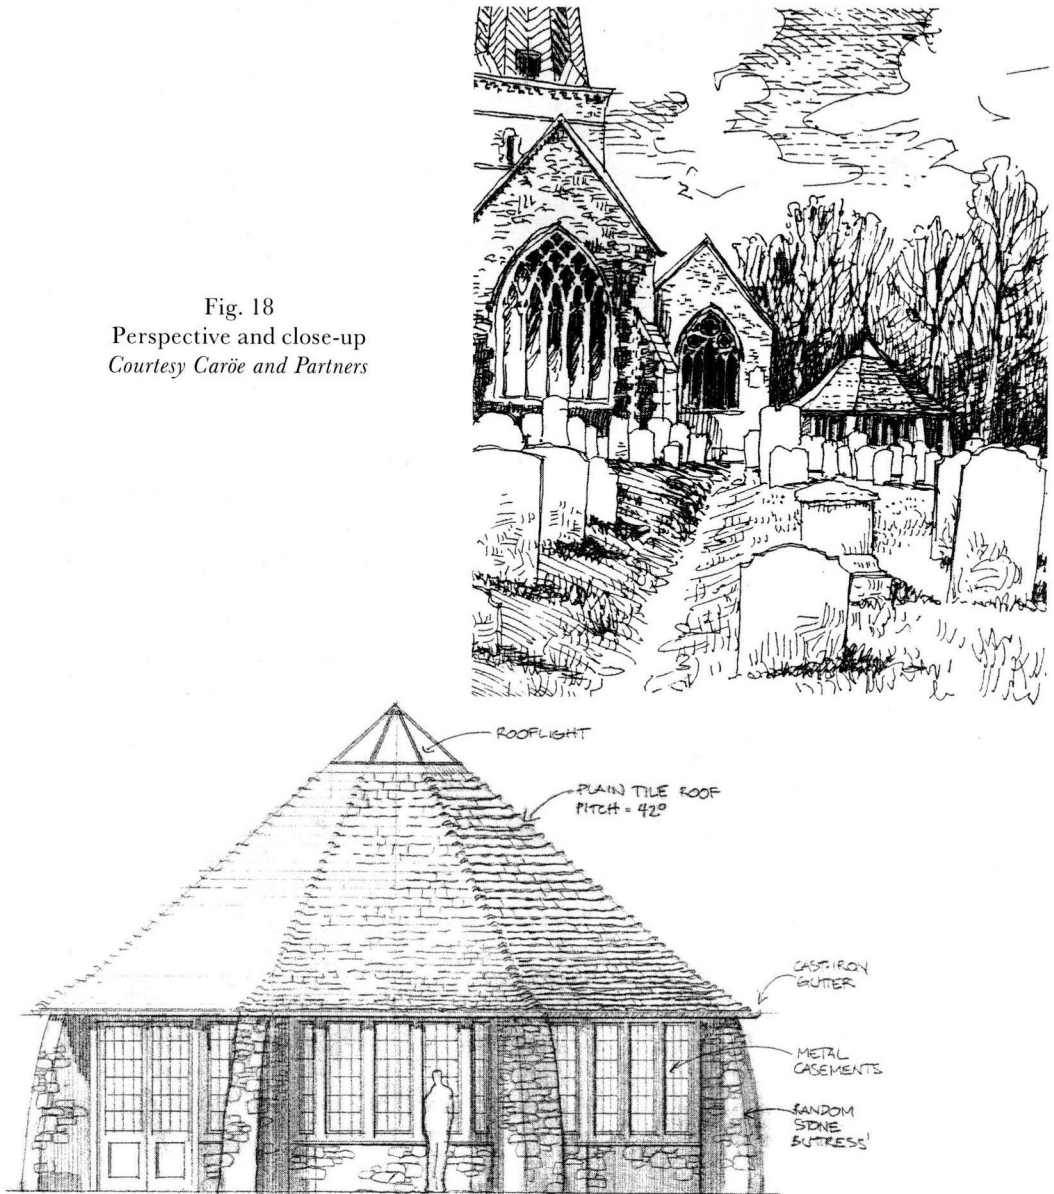 Fig. 18
Perspective and close-up
Courtesy Caröe and Partners
ROOFLIGHT
PLAIN TILE ROOF
PITCH = 42°
CAST-IRON
GUTTER
METAL
CASEMENTS
RANDOM
STONE
BUTRESS'